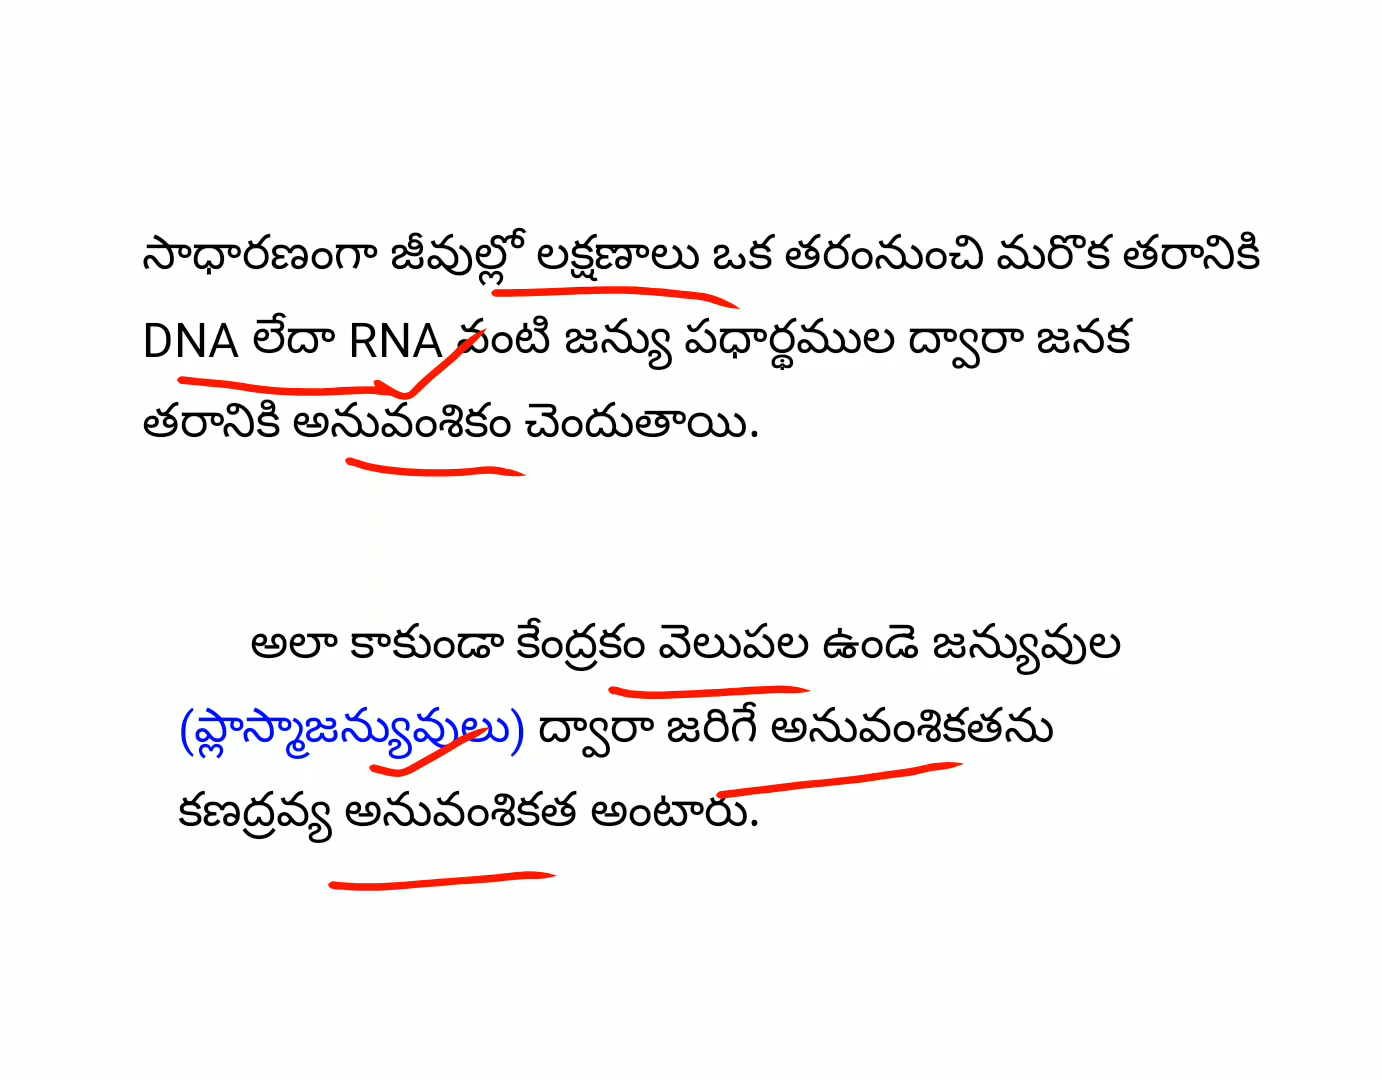 సాధారణంగా జీవుల్లో లక్షణాలు ఒక తరంనుంచి మరొక తరానికి
DNA లేదా RNA వంటి జన్యు పధార్థముల ద్వారా జనక
తరానికి అనువంశికం చెందుతాయి.
అలా కాకుండా కేంద్రకం వెలుపల ఉండె జన్యువుల
(ప్లాస్మాజన్యువులు) ద్వారా జరిగే అనువంశికతను
కణద్రవ్య అనువంశికత అంటారు.